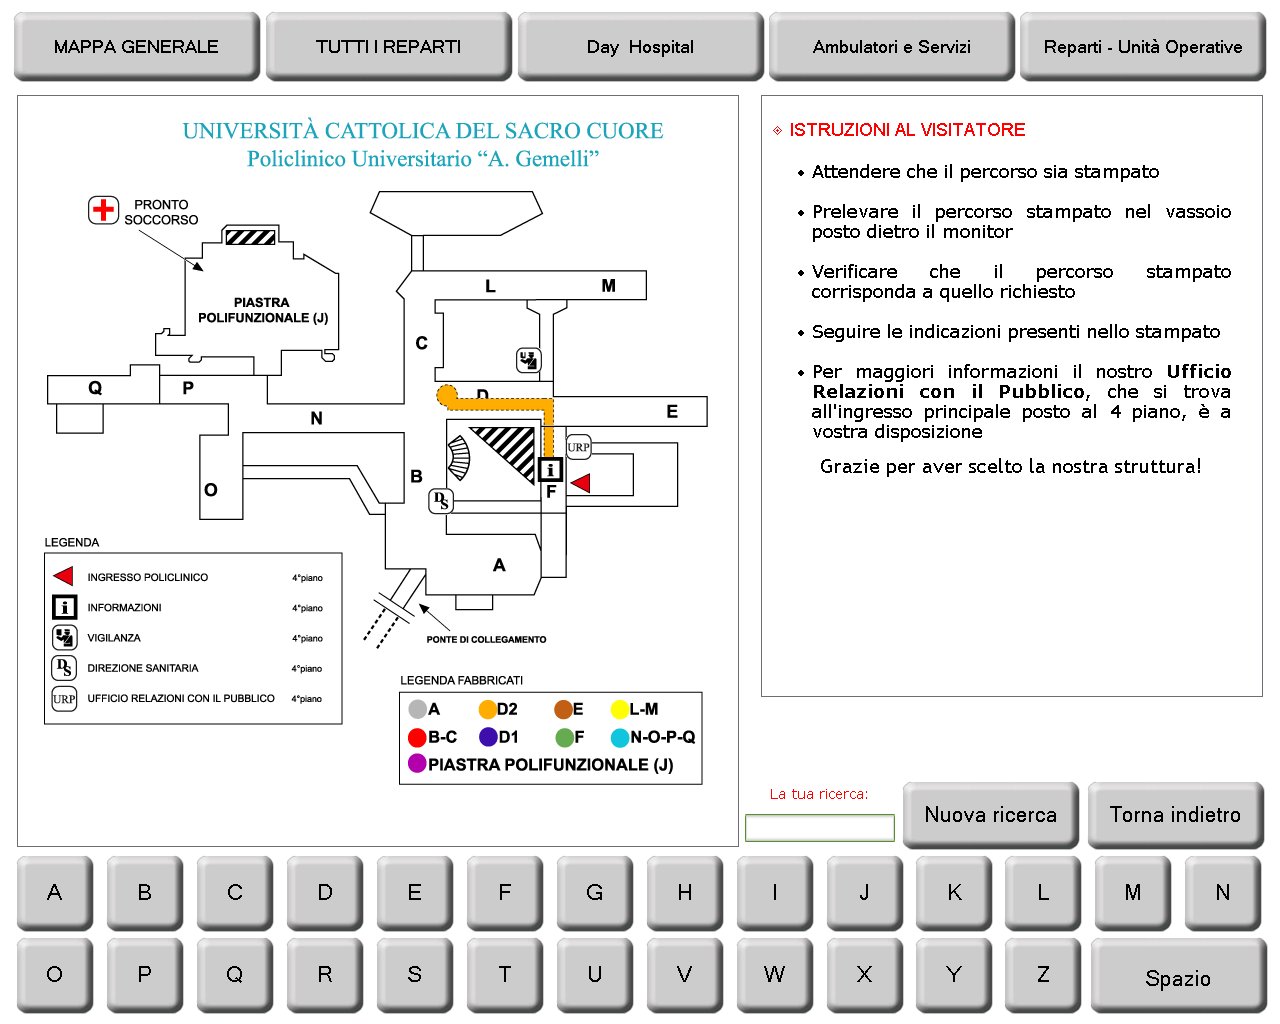 MAPPA GENERALE
TUTTI I REPARTI
Day Hospital
Ambulatori e Servizi
Reparti - Unità Operative
UNIVERSITÀ CATTOLICA DEL SACRO CUORE
Policlinico Universitario “A. Gemelli”
PRONTO
SOCCORSO
PIASTRA
POLIFUNZIONALE (J)
L
M
C
Q
P
D
N
E
URP
B
i
F
O
DS
A
PONTE DI COLLEGAMENTO
LEGENDA
INGRESSO POLICLINICO 4°piano
i INFORMAZIONI 4°piano
VIGILANZA 4°piano
DS DIREZIONE SANITARIA 4°piano
URP UFFICIO RELAZIONI CON IL PUBBLICO 4°piano
LEGENDA FABBRICATI
A D2 E L-M
B-C D1 F N-O-P-Q
PIASTRA POLIFUNZIONALE (J)
ISTRUZIONI AL VISITATORE
• Attendere che il percorso sia stampato
• Prelevare il percorso stampato nel vassoio
posto dietro il monitor
• Verificare che il percorso stampato
corrisponda a quello richiesto
• Seguire le indicazioni presenti nello stampato
• Per maggiori informazioni il nostro Ufficio
Relazioni con il Pubblico, che si trova
all'ingresso principale posto al 4 piano, è a
vostra disposizione
Grazie per aver scelto la nostra struttura!
La tua ricerca:
Nuova ricerca
Torna indietro
A B C D E F G H I J K L M N
O P Q R S T U V W X Y Z Spazio